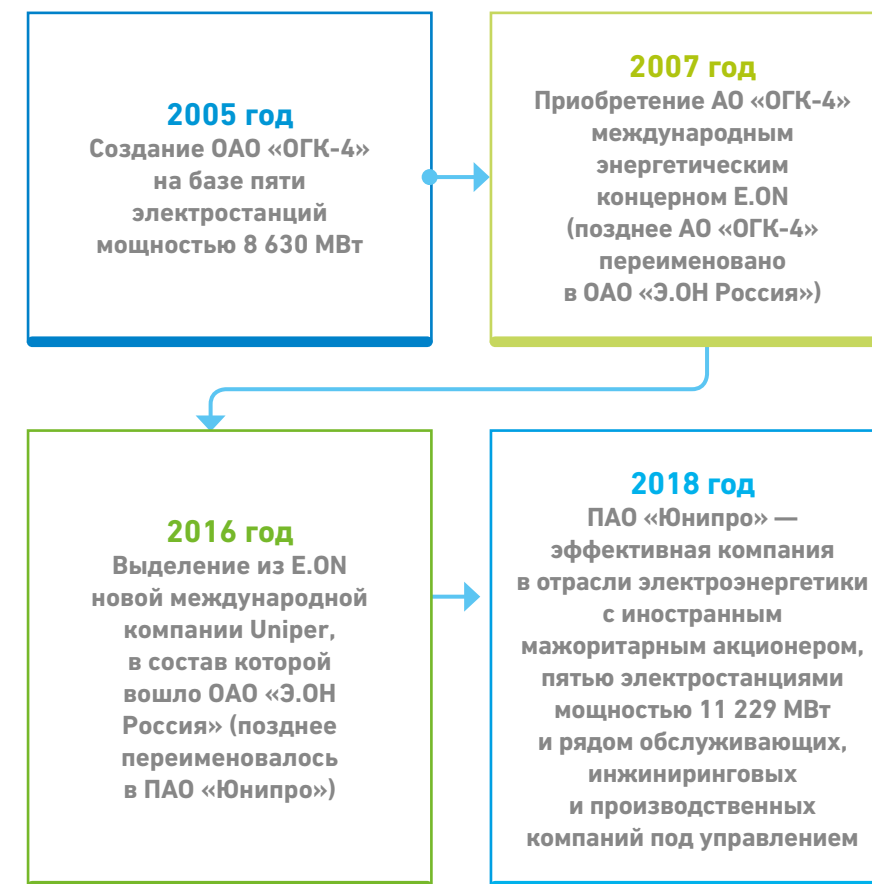 2005 год
Создание ОАО «ОГК-4»
на базе пяти
электростанций
мощностью 8 630 МВт
2007 год
Приобретение АО «ОГК-4»
международным
энергетическим
концерном E.ON
(позднее АО «ОГК-4»
переименовано
в ОАО «Э.ОН Россия»)
2016 год
Выделение из E.ON
новой международной
компании Uniper,
в состав которой
вошло ОАО «Э.ОН
Россия» (позднее
переименовалось
в ПАО «Юнипро»)
2018 год
ПАО «Юнипро» —
эффективная компания
в отрасли электроэнергетики
с иностранным
мажоритарным акционером,
пятью электростанциями
мощностью 11 229 МВт
и рядом обслуживающих,
инжиниринговых
и производственных
компаний под управлением